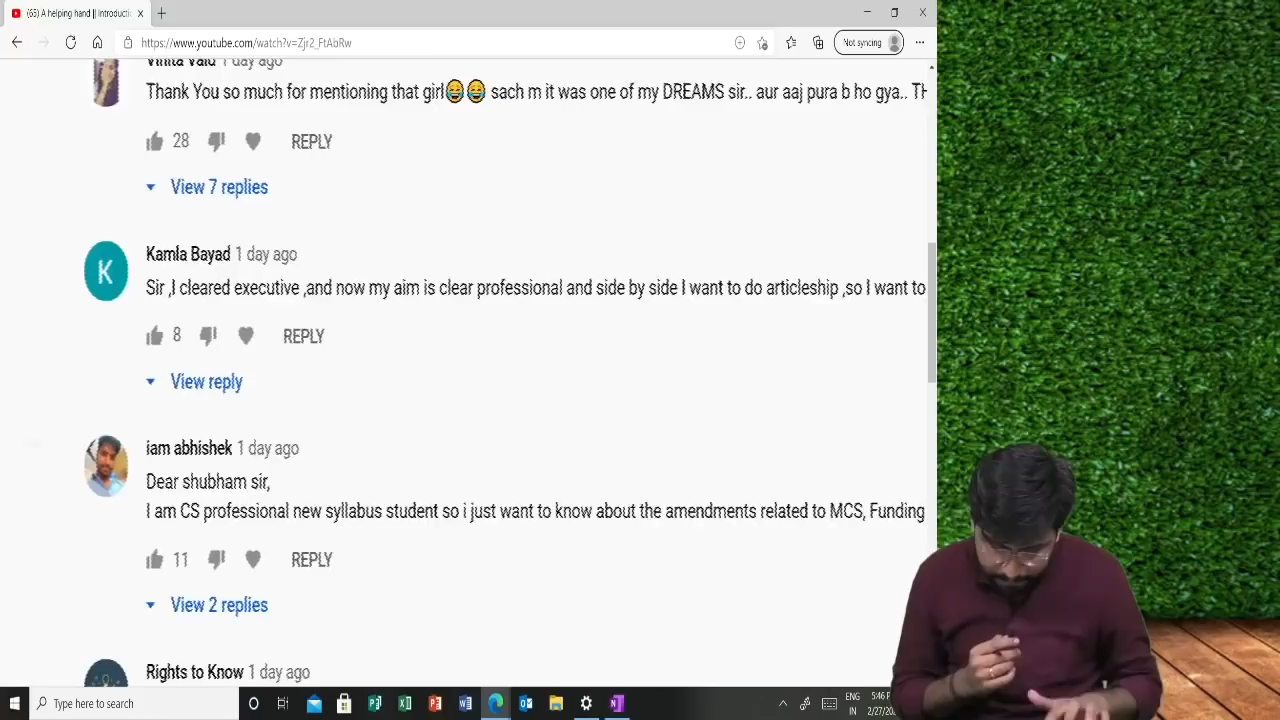 (65) A helping hand || Introducti
https://www.youtube.com/watch?v=Zjr2_FtAbRw
Not syncing
Vinita Vaid 1 day ago
Thank You so much for mentioning that girl😂😂 sach m it was one of my DREAMS sir.. aur aaj pura b ho gya.. Th
28 REPLY
View 7 replies
K
Kamla Bayad 1 day ago
Sir ,I cleared executive ,and now my aim is clear professional and side by side I want to do articleship ,so I want to
8 REPLY
View reply
iam abhishek 1 day ago
Dear shubham sir,
I am CS professional new syllabus student so i just want to know about the amendments related to MCS, Funding
11 REPLY
View 2 replies
Rights to Know 1 day ago
Type here to search
ENG 5:46 P
IN 2/27/20